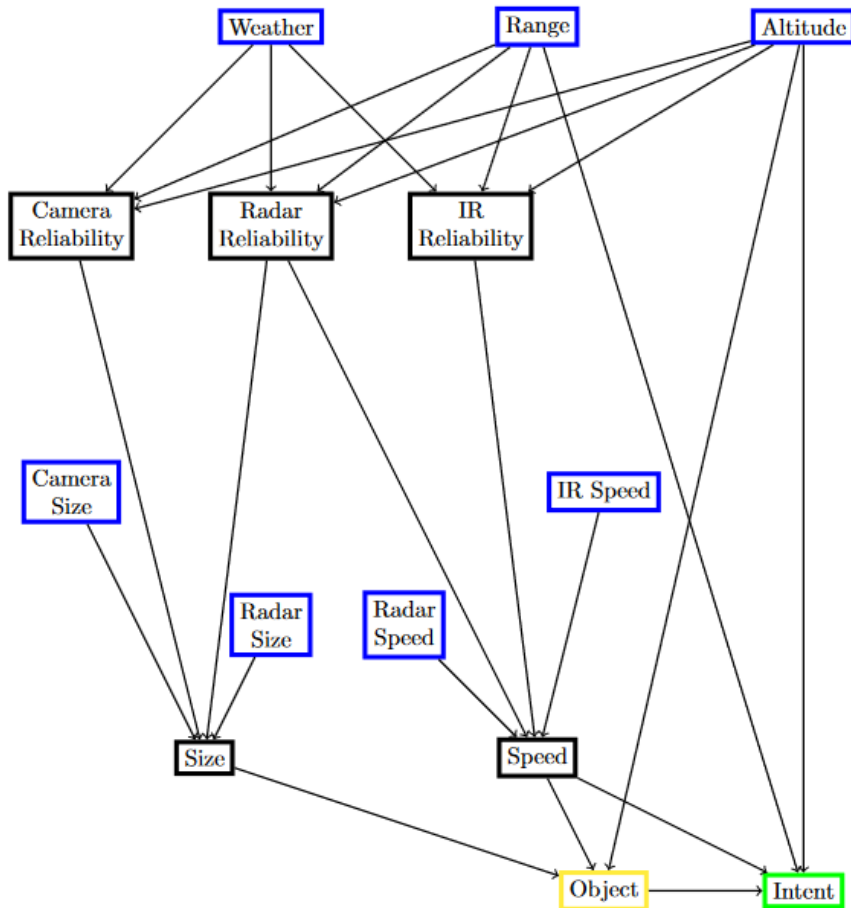 Weather
Range
Altitude
Camera
Reliability
Radar
Reliability
IR
Reliability
Camera
Size
IR Speed
Radar
Size
Radar
Speed
Size
Speed
Object
Intent